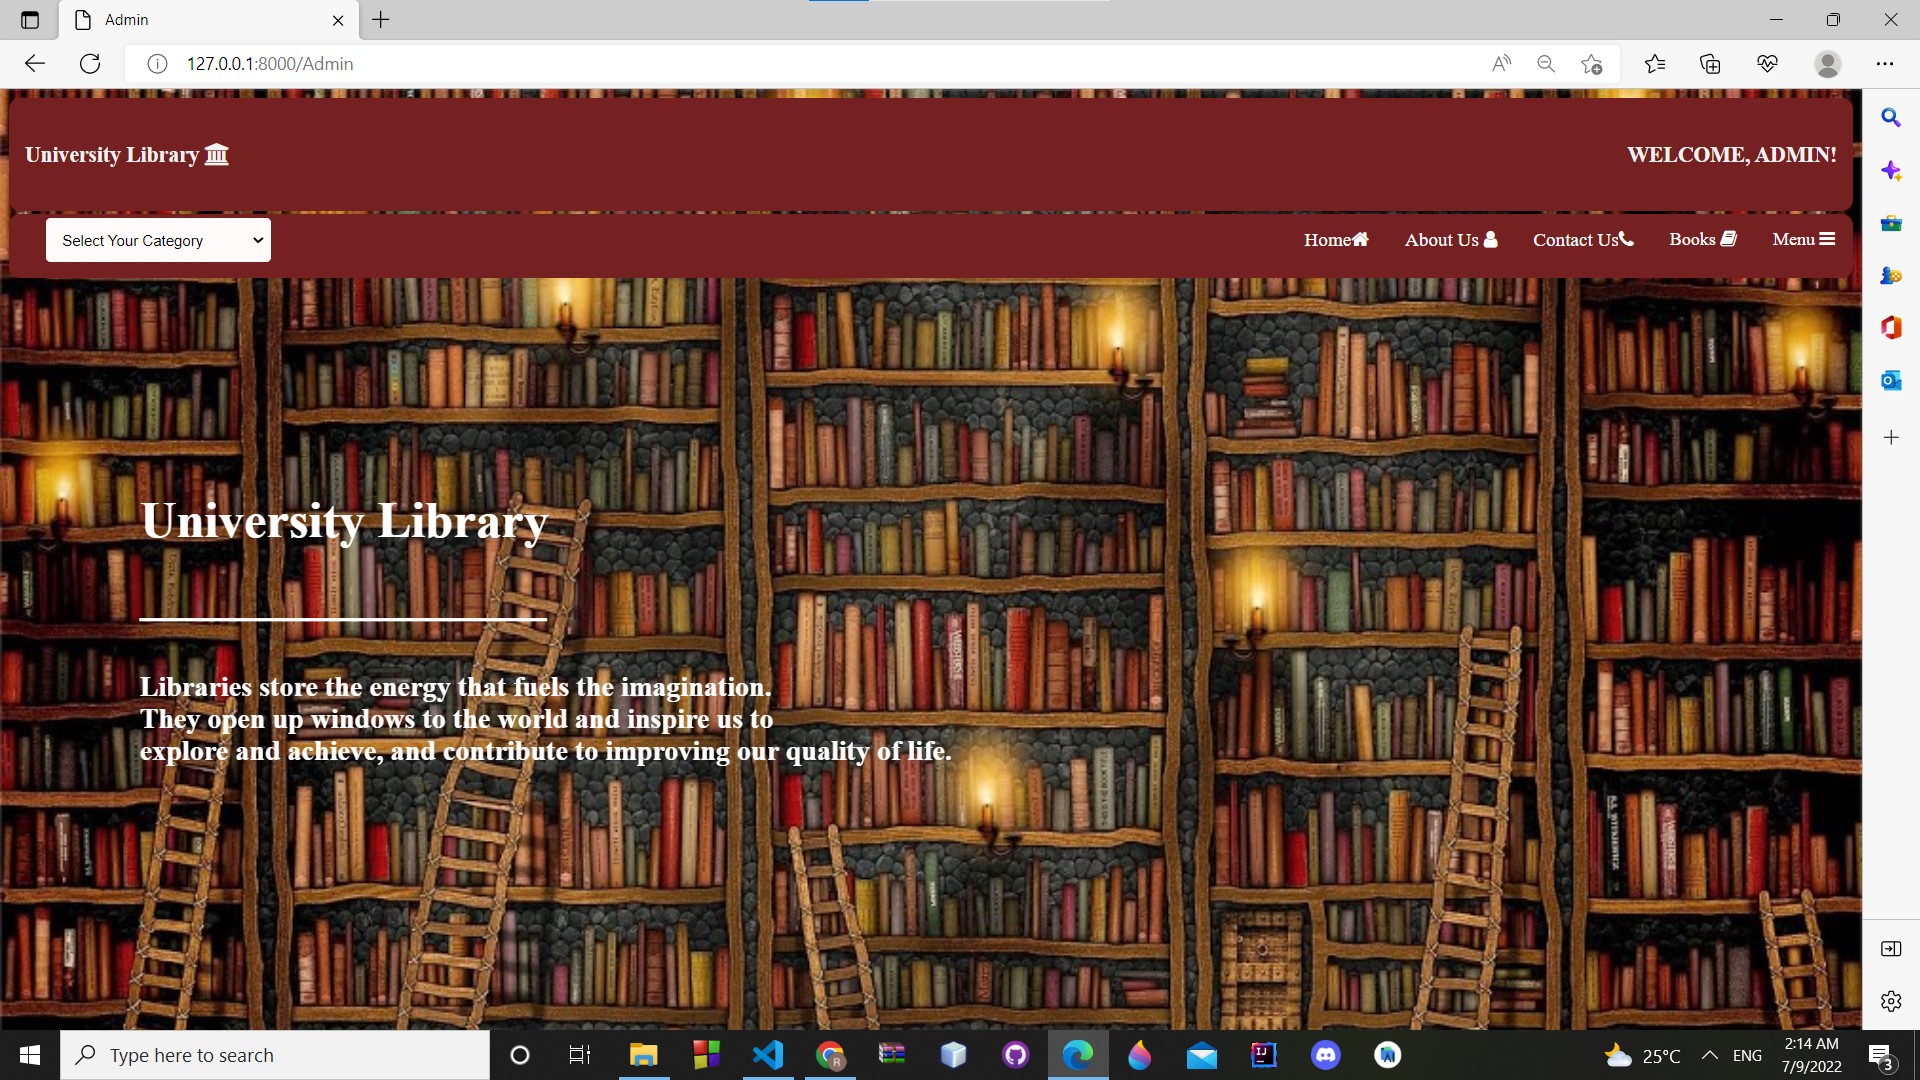 Admin
127.0.0.1:8000/Admin
University Library
WELCOME, ADMIN!
Select Your Category
Home
About Us
Contact Us
Books
Menu
University Library
Libraries store the energy that fuels the imagination.
They open up windows to the world and inspire us to
explore and achieve, and contribute to improving our quality of life.
Type here to search
R
IJ
25°C
ENG
2:14 AM
7/9/2022
3